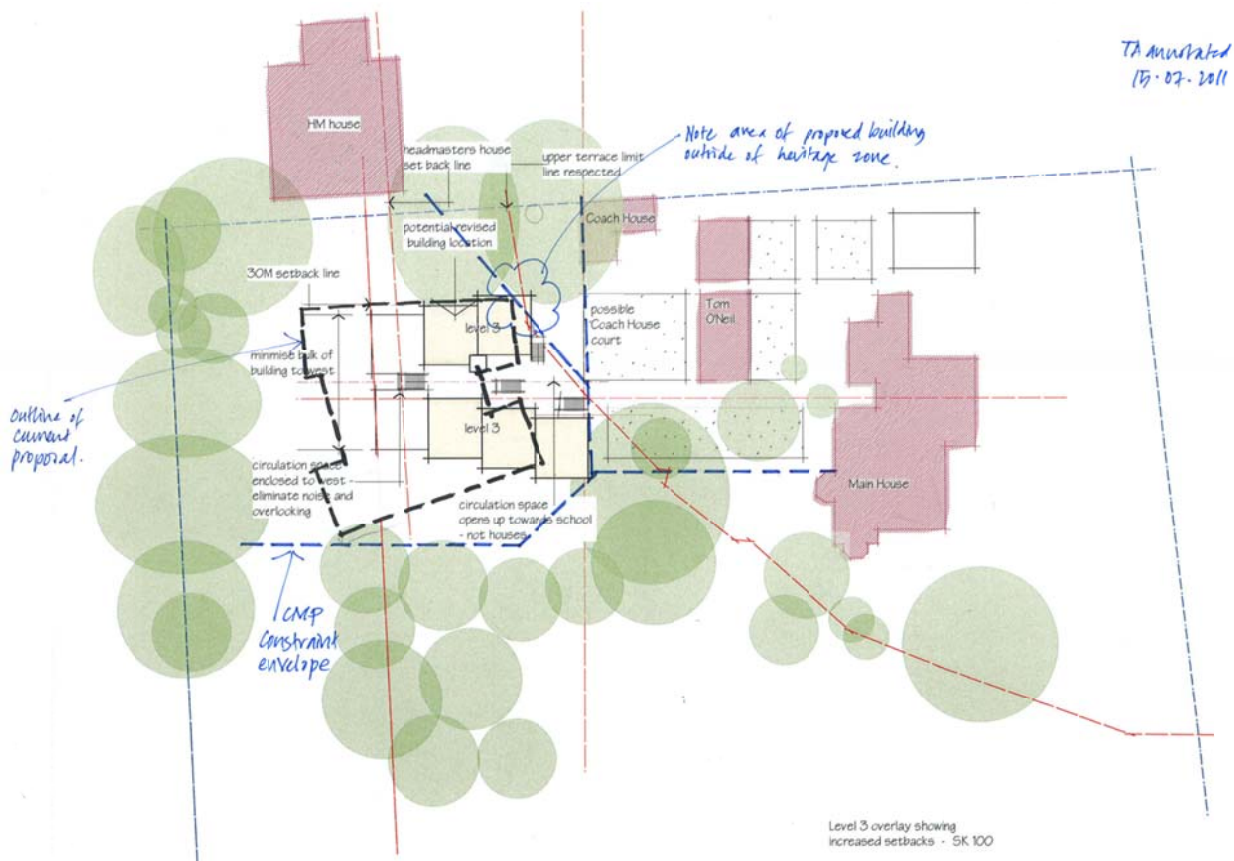 TA annotated
15.07.2011
HM house
Note area of proposed building
outside of heritage zone.
headmasters house
set back line
upper terrace limit
line respected
Coach House
potential revised
building location
30M setback line
level 3
possible
Coach House
court
Tom
O'Neil
minmise bulk of
building to west
Outline of
current
proposal.
level 3
circulation space
enclosed to west -
eliminate noise and
overlooking
circulation space
opens up towards school
- not houses
Main House
CMP
Constraint
envelope
Level 3 overlay showing
increased setbacks - SK 100